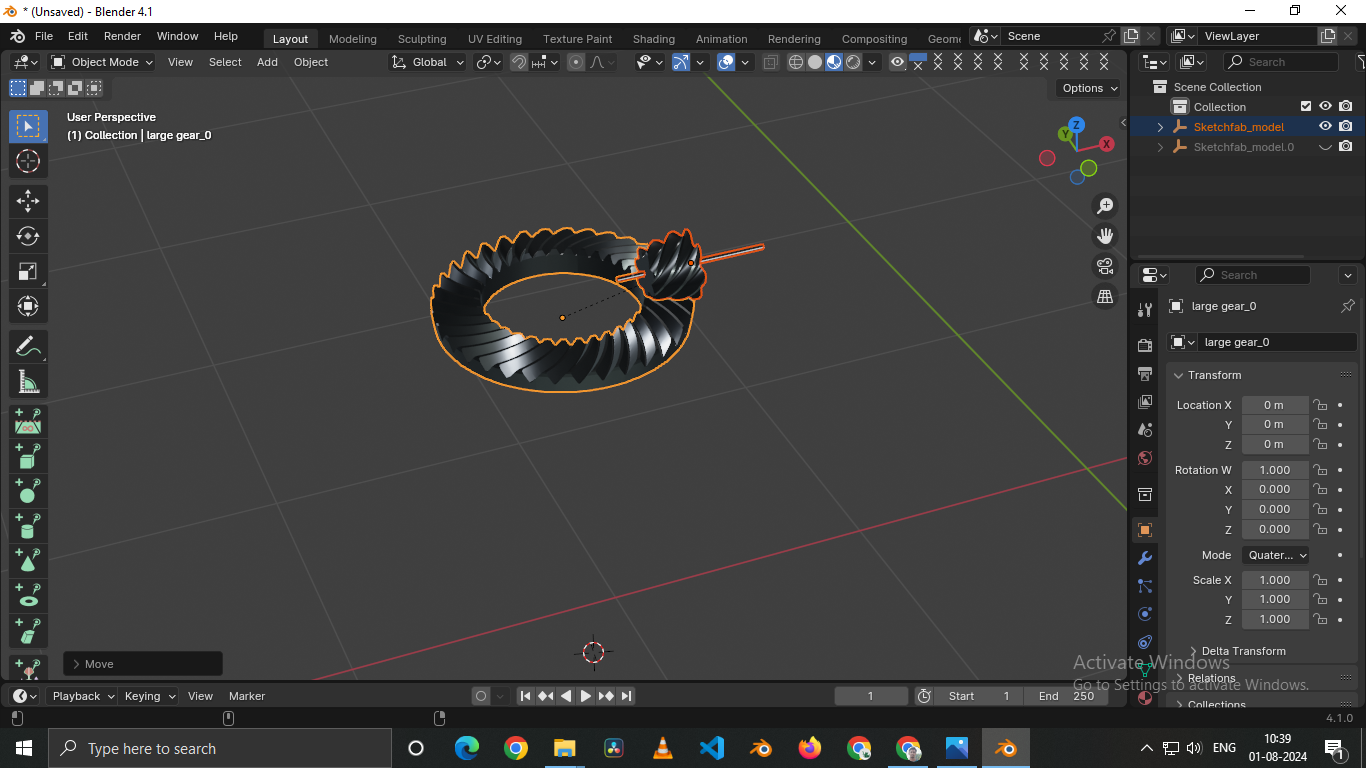 * (Unsaved) - Blender 4.1
File Edit Render Window Help Layout Modeling Sculpting UV Editing Texture Paint Shading Animation Rendering Compositing Geome Scene ViewLayer
Object Mode View Select Add Object Global Search
Options
User Perspective
(1) Collection | large gear_0
Z
Y
X
Scene Collection
Collection
Sketchfab_model
Sketchfab_model.0
Search
large gear_0
large gear_0
Transform
Location X 0 m
Y 0 m
Z 0 m
Rotation W 1.000
X 0.000
Y 0.000
Z 0.000
Mode Quater...
Scale X 1.000
Y 1.000
Z 1.000
Delta Transform
Relations
Collections
Move
Activate Windows
Go to Settings to activate Windows.
Playback Keying View Marker 1 Start 1 End 250
4.1.0
Type here to search
ENG
10:39
01-08-2024
1